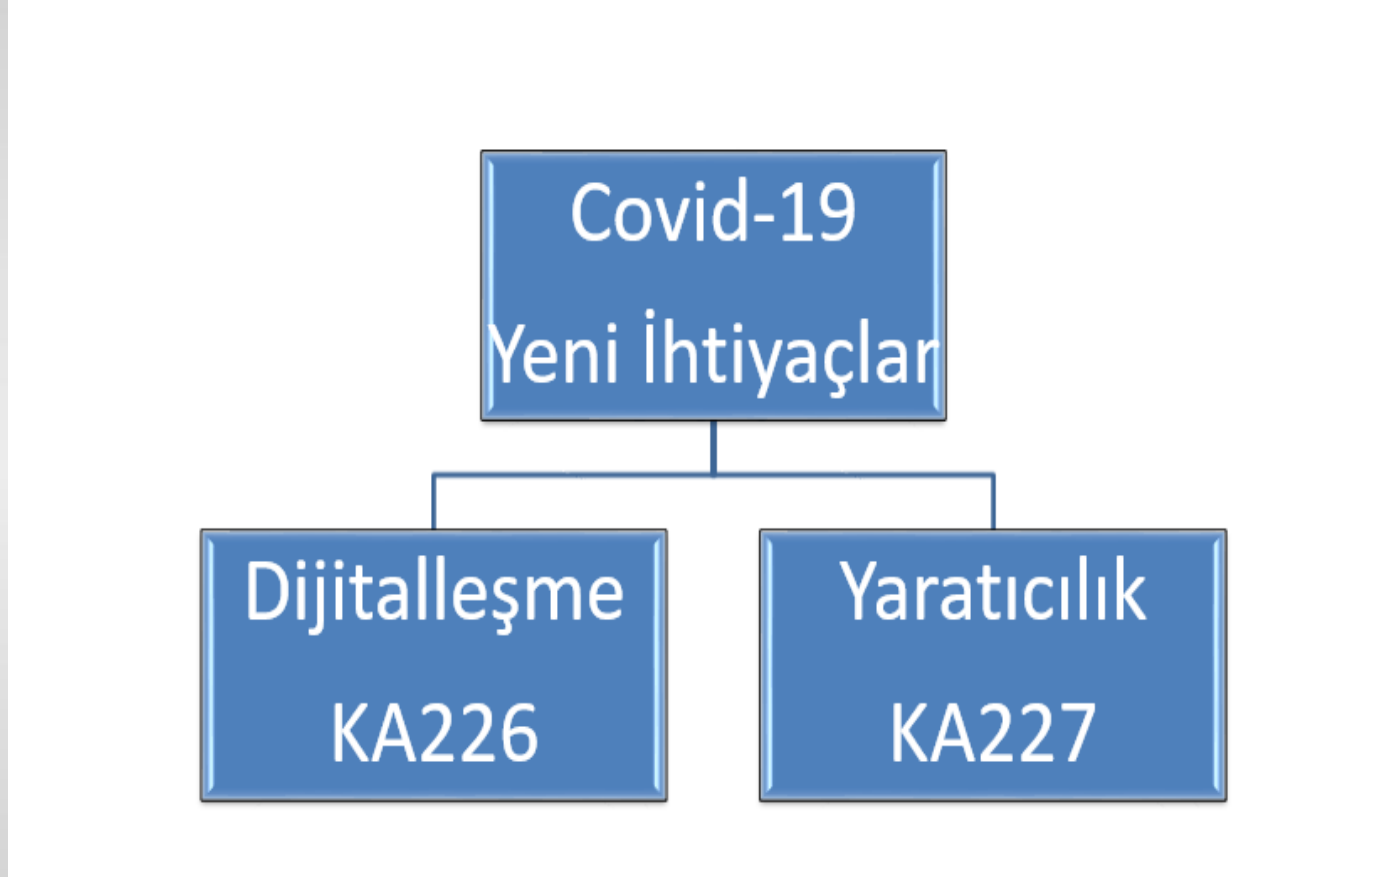 Covid-19
Yeni İhtiyaçlar
Dijitalleşme
KA226
Yaratıcılık
KA227